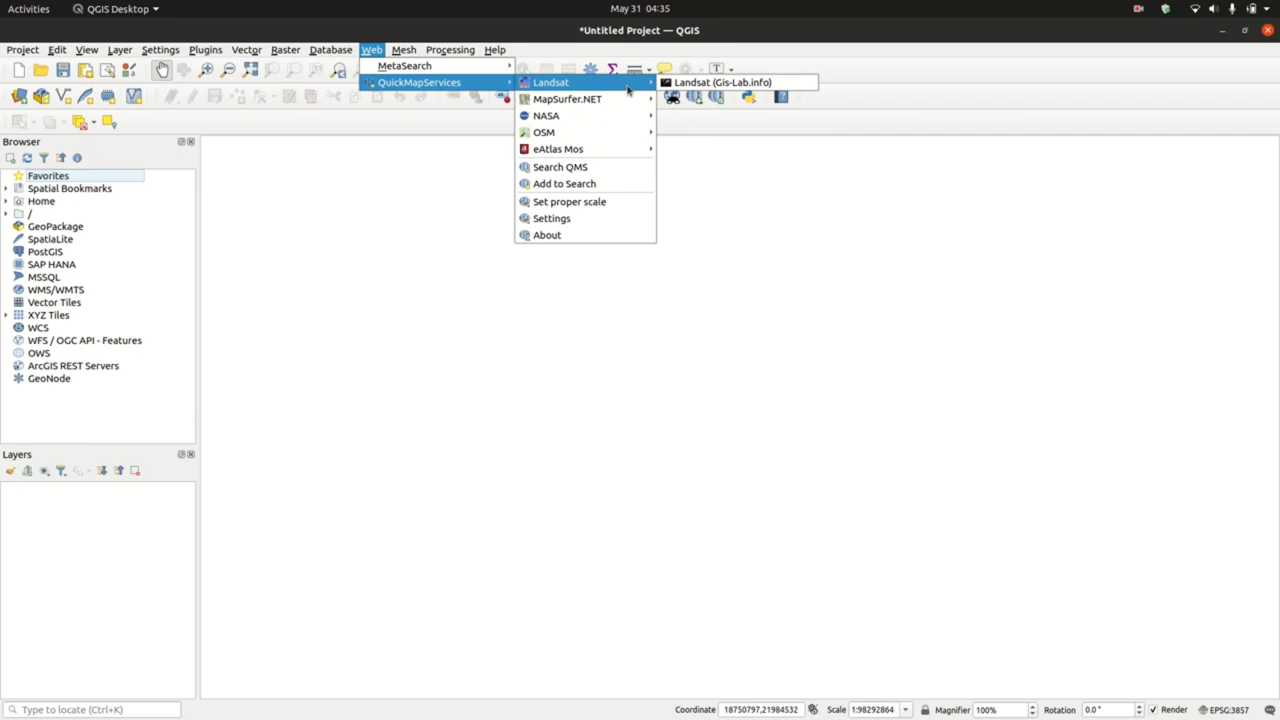 Activities QGIS Desktop May 31 04:35
*Untitled Project — QGIS
Project Edit View Layer Settings Plugins Vector Raster Database Web Mesh Processing Help
MetaSearch
QuickMapServices
Landsat
Landsat (Gis-Lab.info)
MapSurfer.NET
NASA
OSM
eAtlas Mos
Search QMS
Add to Search
Set proper scale
Settings
About
Browser
Favorites
Spatial Bookmarks
Home
/
GeoPackage
SpatiaLite
PostGIS
SAP HANA
MSSQL
WMS/WMTS
Vector Tiles
XYZ Tiles
WCS
WFS / OGC API - Features
OWS
ArcGIS REST Servers
GeoNode
Layers
Type to locate (Ctrl+K) Coordinate 18750797,21984532 Scale 1:98292864 Magnifier 100% Rotation 0.0 ° Render EPSG:3857